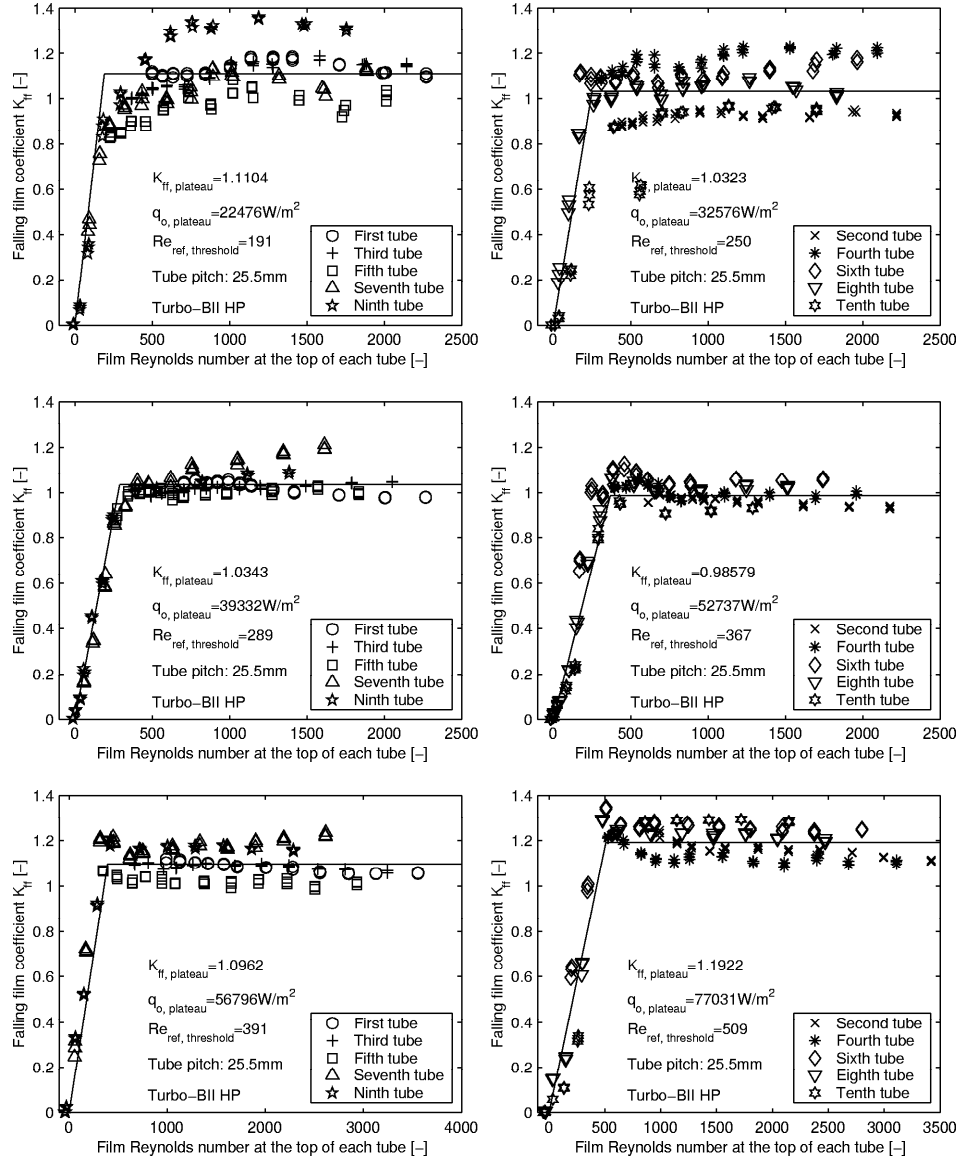 1.4
1.2
1
0.8
0.6
0.4
0.2
0
Falling film coefficient K_ff [−]
K_ff, plateau=1.1104
q_o, plateau=22476W/m²
Re_ref, threshold=191
Tube pitch: 25.5mm
Turbo−BII HP
First tube
Third tube
Fifth tube
Seventh tube
Ninth tube
0 500 1000 1500 2000 2500
Film Reynolds number at the top of each tube [−]
1.4
1.2
1
0.8
0.6
0.4
0.2
0
Falling film coefficient K_ff [−]
K_ff, plateau=1.0323
q_o, plateau=32576W/m²
Re_ref, threshold=250
Tube pitch: 25.5mm
Turbo−BII HP
Second tube
Fourth tube
Sixth tube
Eighth tube
Tenth tube
0 500 1000 1500 2000 2500
Film Reynolds number at the top of each tube [−]
1.4
1.2
1
0.8
0.6
0.4
0.2
0
Falling film coefficient K_ff [−]
K_ff, plateau=1.0343
q_o, plateau=39332W/m²
Re_ref, threshold=289
Tube pitch: 25.5mm
Turbo−BII HP
First tube
Third tube
Fifth tube
Seventh tube
Ninth tube
0 500 1000 1500 2000 2500
Film Reynolds number at the top of each tube [−]
1.4
1.2
1
0.8
0.6
0.4
0.2
0
Falling film coefficient K_ff [−]
K_ff, plateau=0.98579
q_o, plateau=52737W/m²
Re_ref, threshold=367
Tube pitch: 25.5mm
Turbo−BII HP
Second tube
Fourth tube
Sixth tube
Eighth tube
Tenth tube
0 500 1000 1500 2000 2500
Film Reynolds number at the top of each tube [−]
1.4
1.2
1
0.8
0.6
0.4
0.2
0
Falling film coefficient K_ff [−]
K_ff, plateau=1.0962
q_o, plateau=56796W/m²
Re_ref, threshold=391
Tube pitch: 25.5mm
Turbo−BII HP
First tube
Third tube
Fifth tube
Seventh tube
Ninth tube
0 1000 2000 3000 4000
Film Reynolds number at the top of each tube [−]
1.4
1.2
1
0.8
0.6
0.4
0.2
0
Falling film coefficient K_ff [−]
K_ff, plateau=1.1922
q_o, plateau=77031W/m²
Re_ref, threshold=509
Tube pitch: 25.5mm
Turbo−BII HP
Second tube
Fourth tube
Sixth tube
Eighth tube
Tenth tube
0 500 1000 1500 2000 2500 3000 3500
Film Reynolds number at the top of each tube [−]